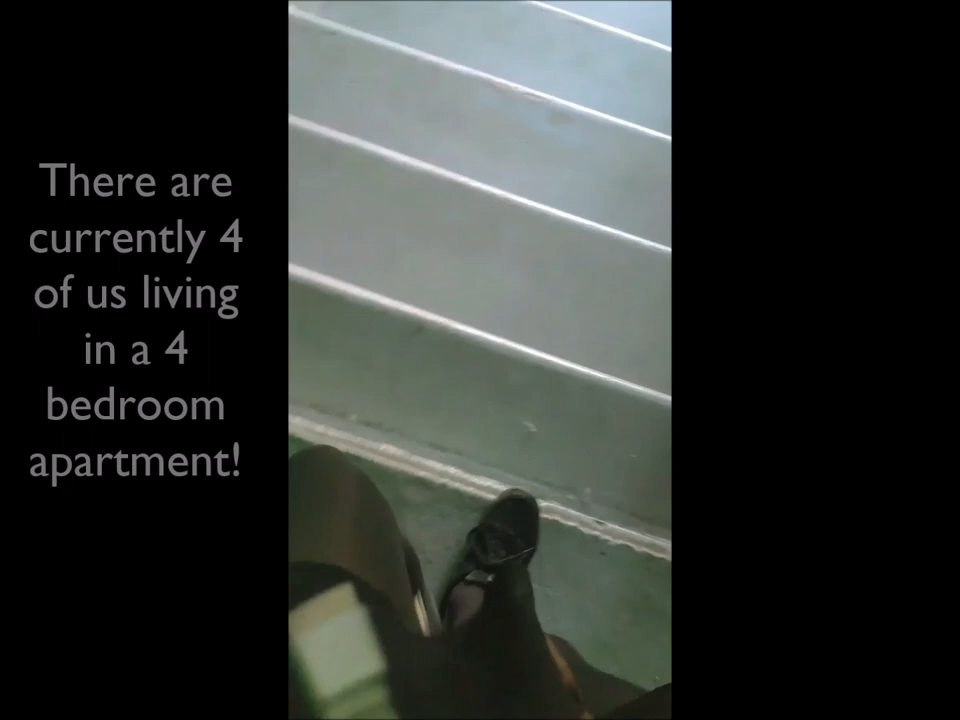 There are
currently 4
of us living
in a 4
bedroom
apartment!